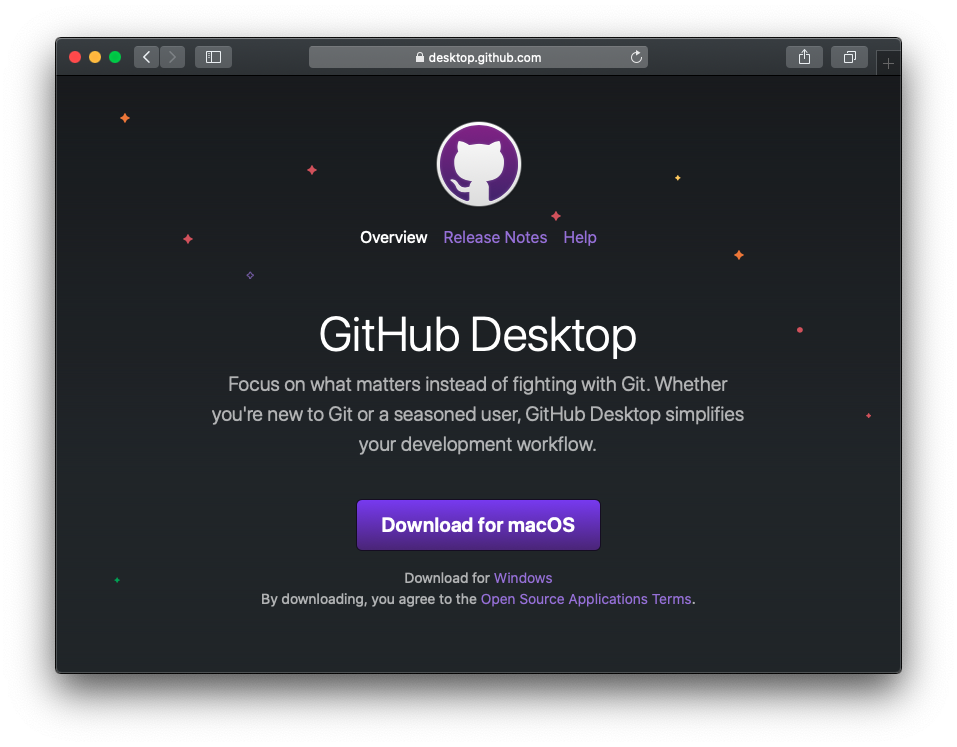 desktop.github.com
Overview Release Notes Help
GitHub Desktop
Focus on what matters instead of fighting with Git. Whether
you're new to Git or a seasoned user, GitHub Desktop simplifies
your development workflow.
Download for macOS
Download for Windows
By downloading, you agree to the Open Source Applications Terms.